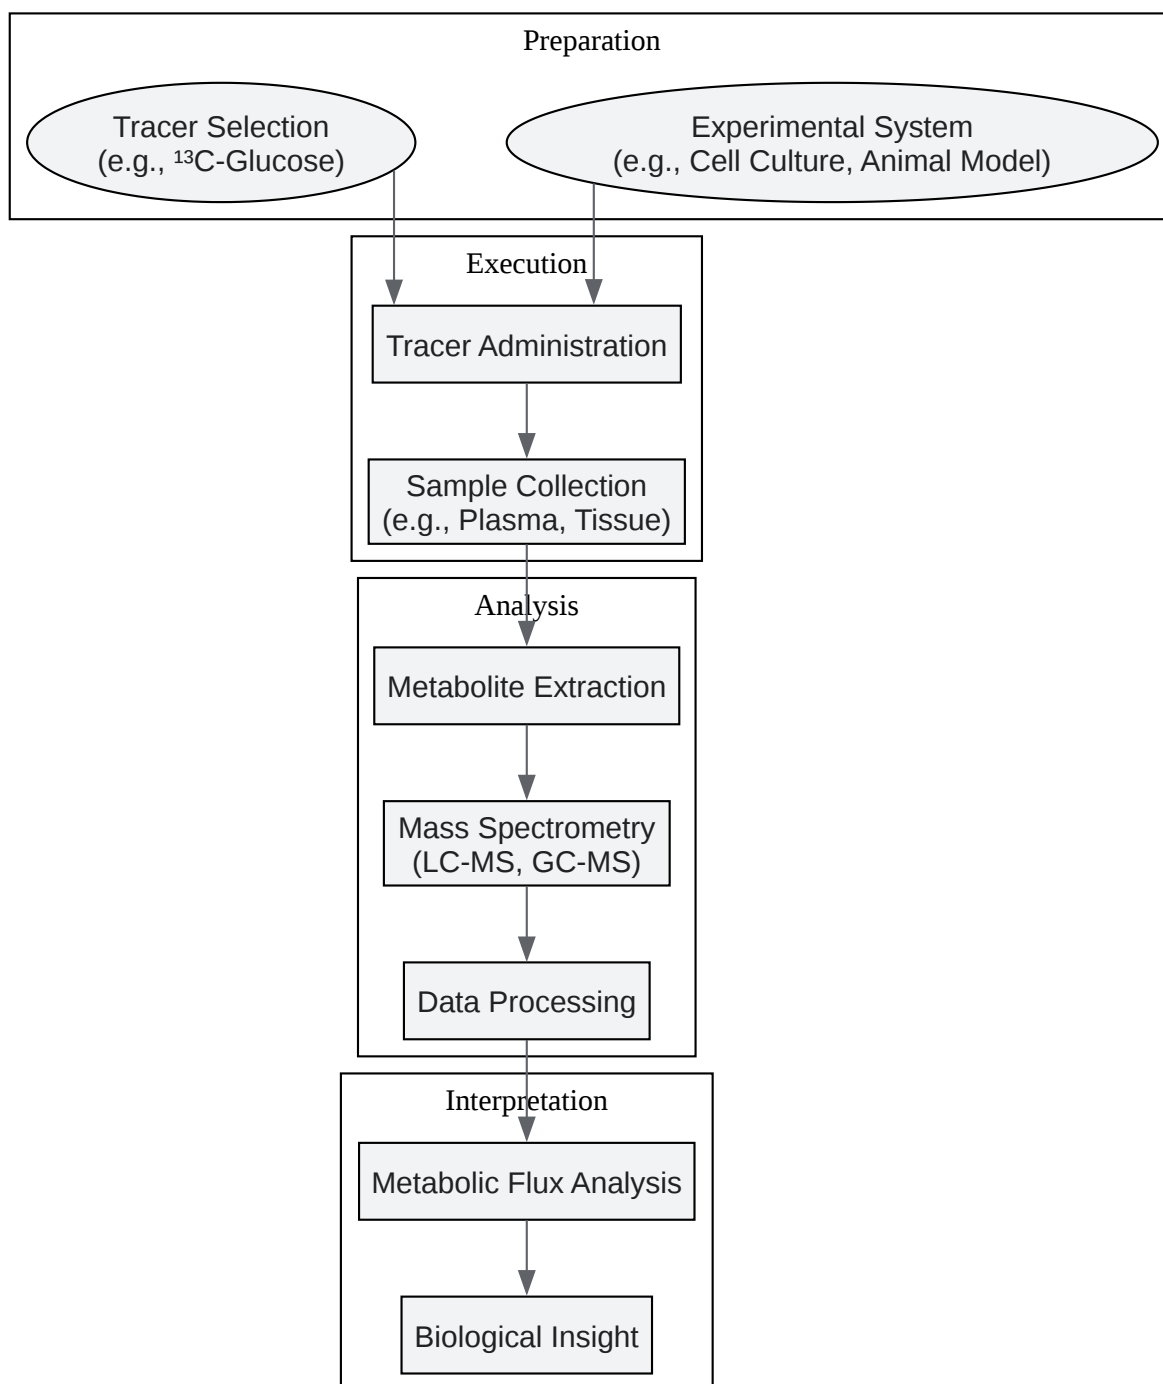 Preparation
Tracer Selection
(e.g., ¹³C-Glucose)
Experimental System
(e.g., Cell Culture, Animal Model)
Execution
Tracer Administration
Sample Collection
(e.g., Plasma, Tissue)
Analysis
Metabolite Extraction
Mass Spectrometry
(LC-MS, GC-MS)
Data Processing
Interpretation
Metabolic Flux Analysis
Biological Insight